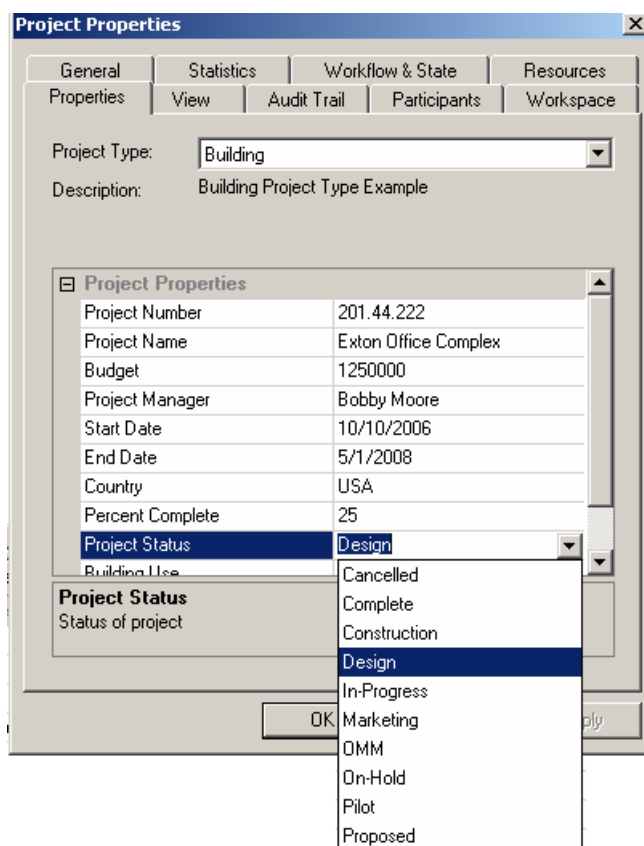 Project Properties
General Statistics Workflow & State Resources
Properties View Audit Trail Participants Workspace
Project Type: Building
Description: Building Project Type Example
Project Properties
Project Number 201.44.222
Project Name Exton Office Complex
Budget 1250000
Project Manager Bobby Moore
Start Date 10/10/2006
End Date 5/1/2008
Country USA
Percent Complete 25
Project Status Design
Building Use
Project Status
Status of project
Cancelled
Complete
Construction
Design
In-Progress
OK Marketing
OMM
On-Hold
Pilot
Proposed